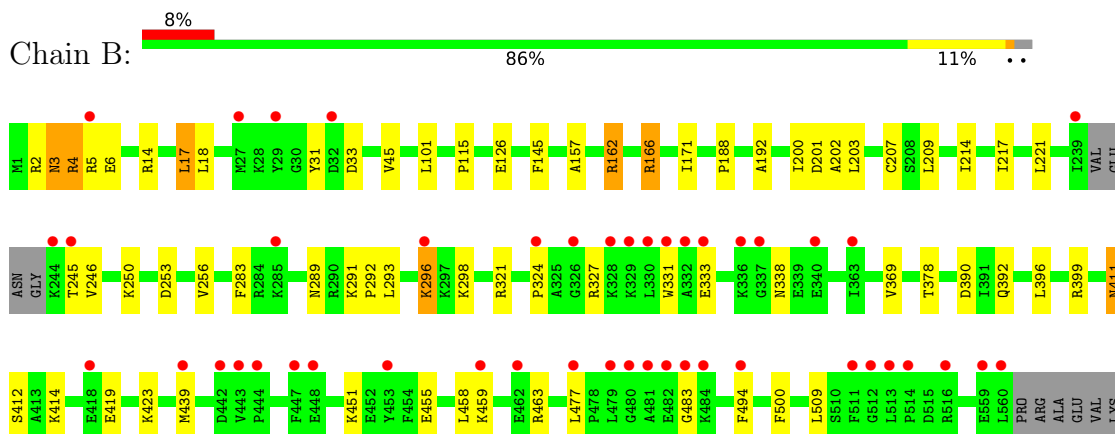 8%
Chain B:
86% 11% • •
M1 R2 N3 R4 R5 E6 R14 L17 L18 M27 K28 Y29 G30 Y31 D32 D33 V45 L101 P115 E126 F145 A157 R162 R166 I171 P188 A192 I200 D201 A202 L203 C207 S208 L209 I214 I217 L221 I239 VAL GLU
ASN GLY K244 T245 V246 K250 D253 V256 F283 R284 K285 N289 R290 K291 P292 L293 K296 K297 K298 R321 P324 A325 G326 R327 K328 K329 L330 W331 A332 E333 K336 G337 N338 E339 E340 I363 V369 T378 D390 I391 Q392 L396 R399 N411
S412 A413 K414 E418 E419 K423 M439 D442 V443 P444 F447 E448 K451 E452 Y453 F454 E455 L458 K459 E462 R463 L477 P478 L479 G480 A481 E482 G483 K484 F494 F500 L509 S510 F511 G512 L513 P514 D515 R516 E559 L560 PRO ARG ALA GLU VAL LYS